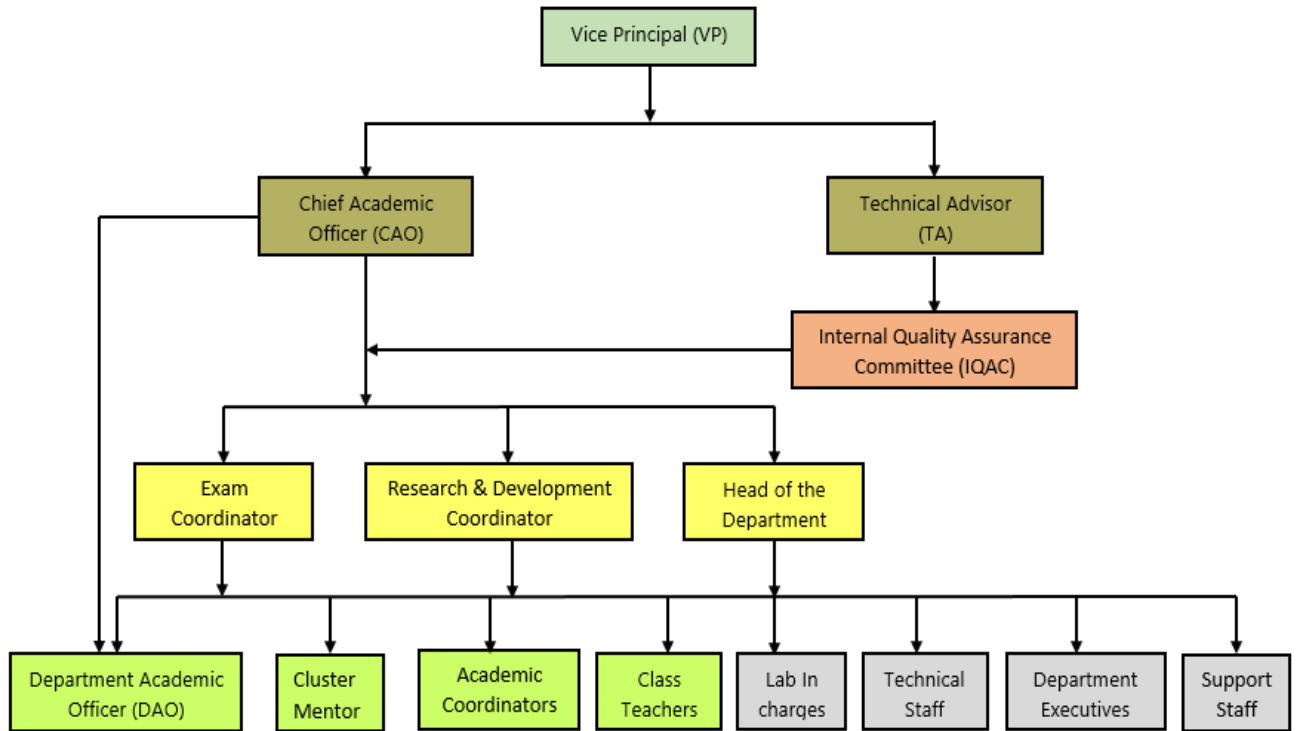 Vice Principal (VP)
Chief Academic
Officer (CAO)
Technical Advisor
(TA)
Internal Quality Assurance
Committee (IQAC)
Exam
Coordinator
Research & Development
Coordinator
Head of the
Department
Department Academic
Officer (DAO)
Cluster
Mentor
Academic
Coordinators
Class
Teachers
Lab In
charges
Technical
Staff
Department
Executives
Support
Staff